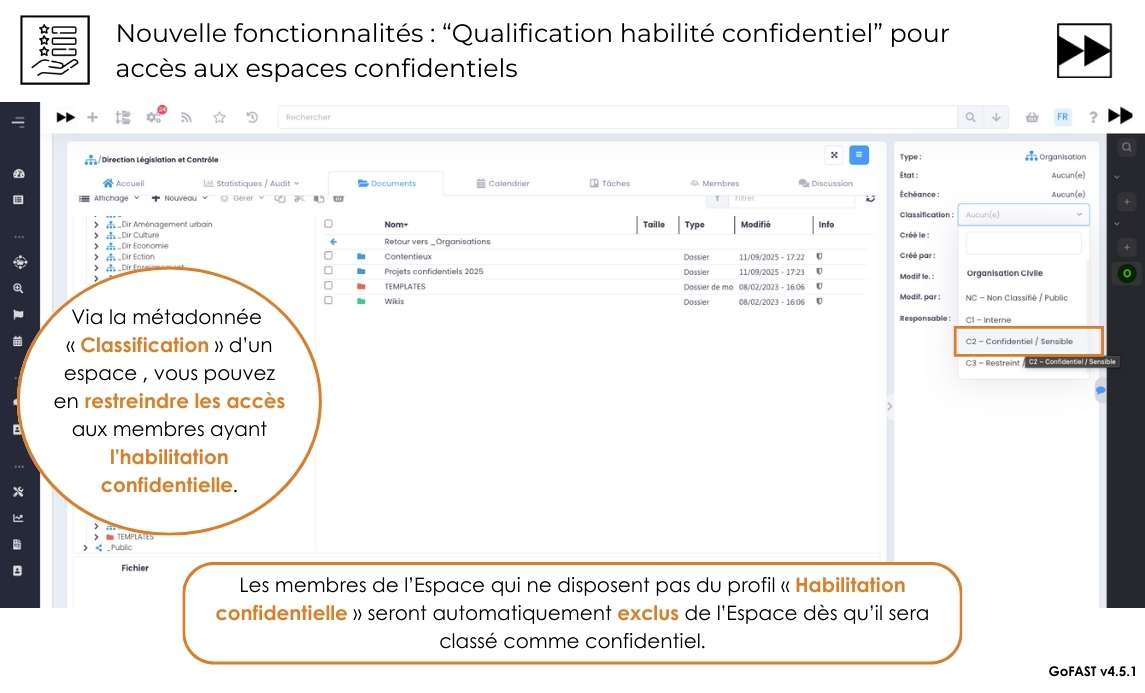 Nouvelle fonctionnalités : “Qualification habilité confidentiel” pour
accès aux espaces confidentiels
24
Rechercher
FR
?
/Direction Législation et Contrôle
Accueil
Statistiques / Audit
Documents
Calendrier
Tâches
Membres
Discussion
Affichage
Nouveau
Gérer
Filtrer
_Dir Aménagement urbain
_Dir Culture
_Dir Economie
_Dir Ection
_Dir Enseignement
Nom
Taille
Type
Modifié
Info
Retour vers _Organisations
Contentieux
Dossier
11/09/2025 - 17:22
Projets confidentiels 2025
Dossier
11/09/2025 - 17:23
TEMPLATES
Dossier de mo
08/02/2023 - 16:06
Wikis
Dossier
08/02/2023 - 16:06
TEMPLATES
_Public
Fichier
Type :
Organisation
État :
Aucun(e)
Échéance :
Aucun(e)
Classification :
Aucun(e)
Créé le :
Créé par :
Modif le. :
Modif. par :
Responsable :
Organisation Civile
NC – Non Classifié / Public
C1 – Interne
C2 – Confidentiel / Sensible
C3 – Restreint /
C2 – Confidentiel / Sensible
O
Via la métadonnée
« Classification » d’un
espace , vous pouvez
en restreindre les accès
aux membres ayant
l'habilitation
confidentielle.
Les membres de l’Espace qui ne disposent pas du profil « Habilitation
confidentielle » seront automatiquement exclus de l’Espace dès qu’il sera
classé comme confidentiel.
GoFAST v4.5.1